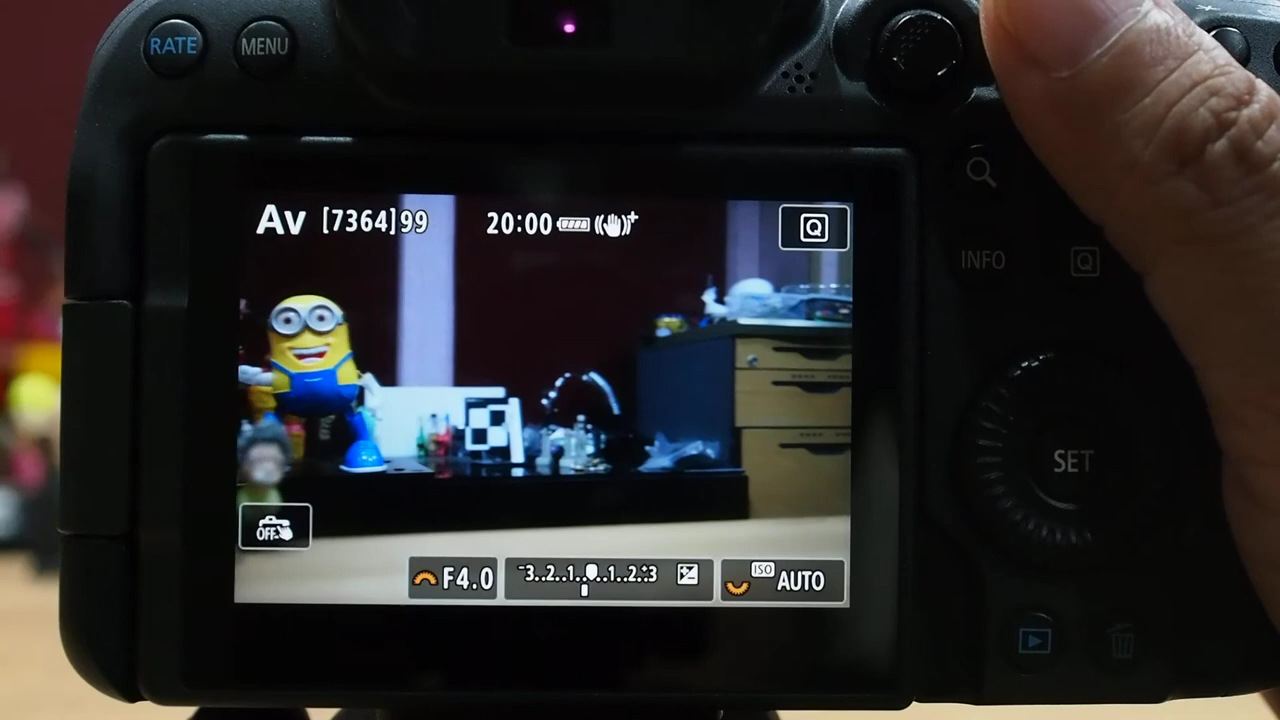 RATE MENU
Av [7364]99 20:00 Q
INFO Q
SET
OFF
F4.0 -3..2..1..0..1..2..+3 ISO AUTO